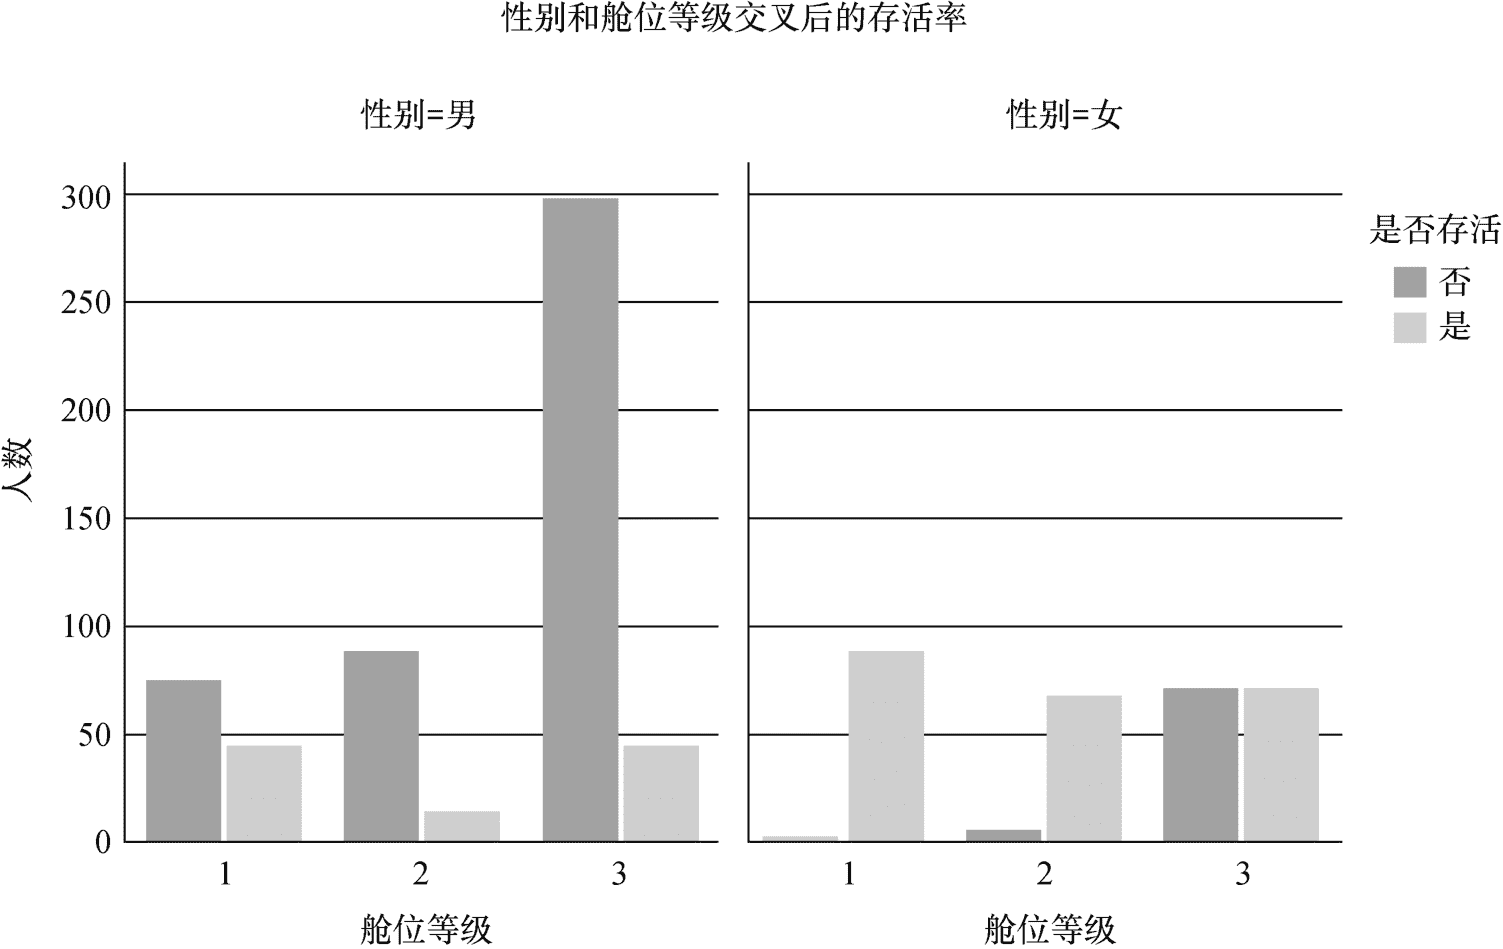 性别和舱位等级交叉后的存活率
性别=男
性别=女
300
250
200
150
100
50
0
人数
1 2 3
舱位等级
1 2 3
舱位等级
是否存活
否
是